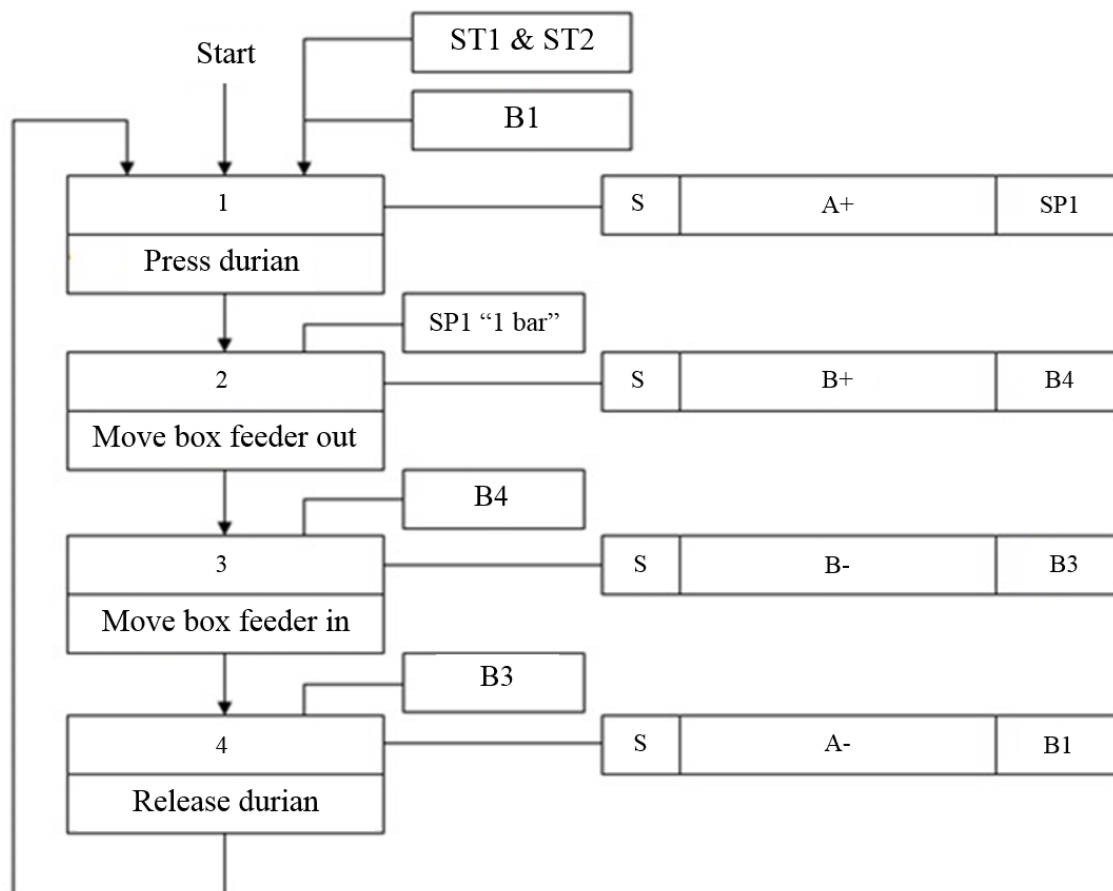 ST1 & ST2
Start
B1
1
S
A+
SP1
Press durian
SP1 “1 bar”
2
S
B+
B4
Move box feeder out
B4
3
S
B-
B3
Move box feeder in
B3
4
S
A-
B1
Release durian